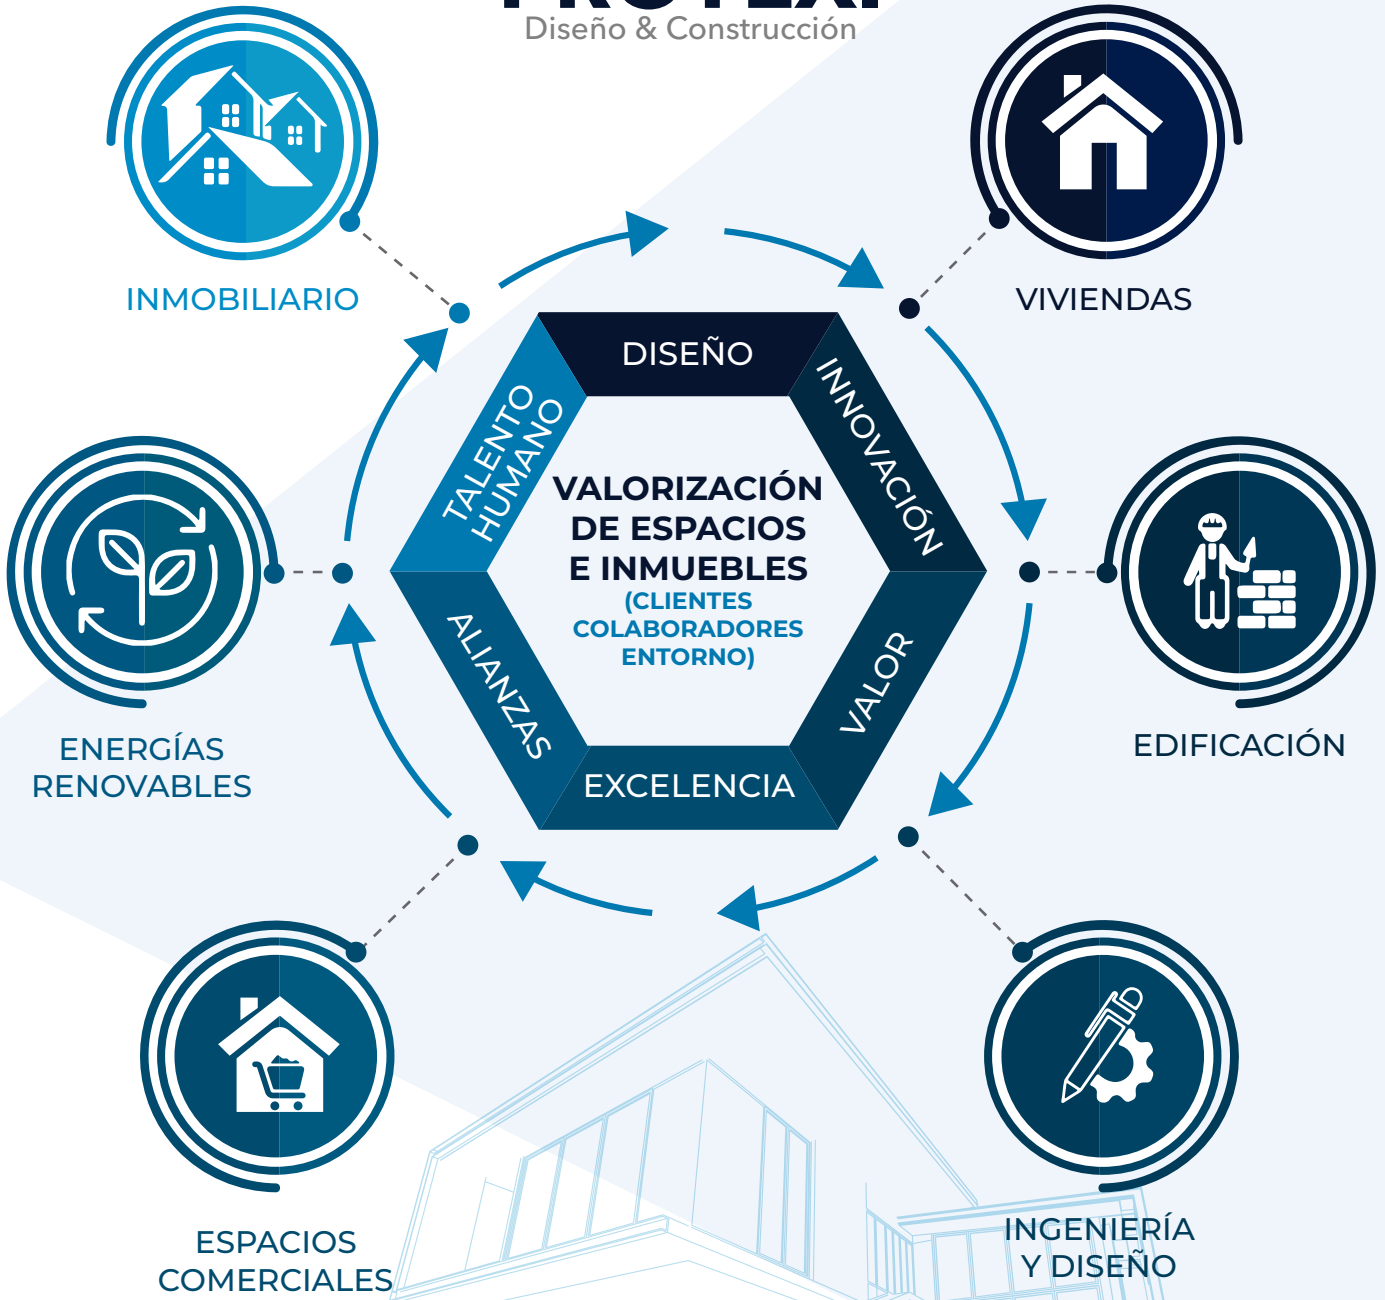 Diseño & Construcción
INMOBILIARIO
VIVIENDAS
DISEÑO
INNOVACIÓN
TALENTO
HUMANO
VALORIZACIÓN
DE ESPACIOS
E INMUEBLES
(CLIENTES
COLABORADORES
ENTORNO)
ALIANZAS
VALOR
EXCELENCIA
ENERGÍAS
RENOVABLES
EDIFICACIÓN
ESPACIOS
COMERCIALES
INGENIERÍA
Y DISEÑO